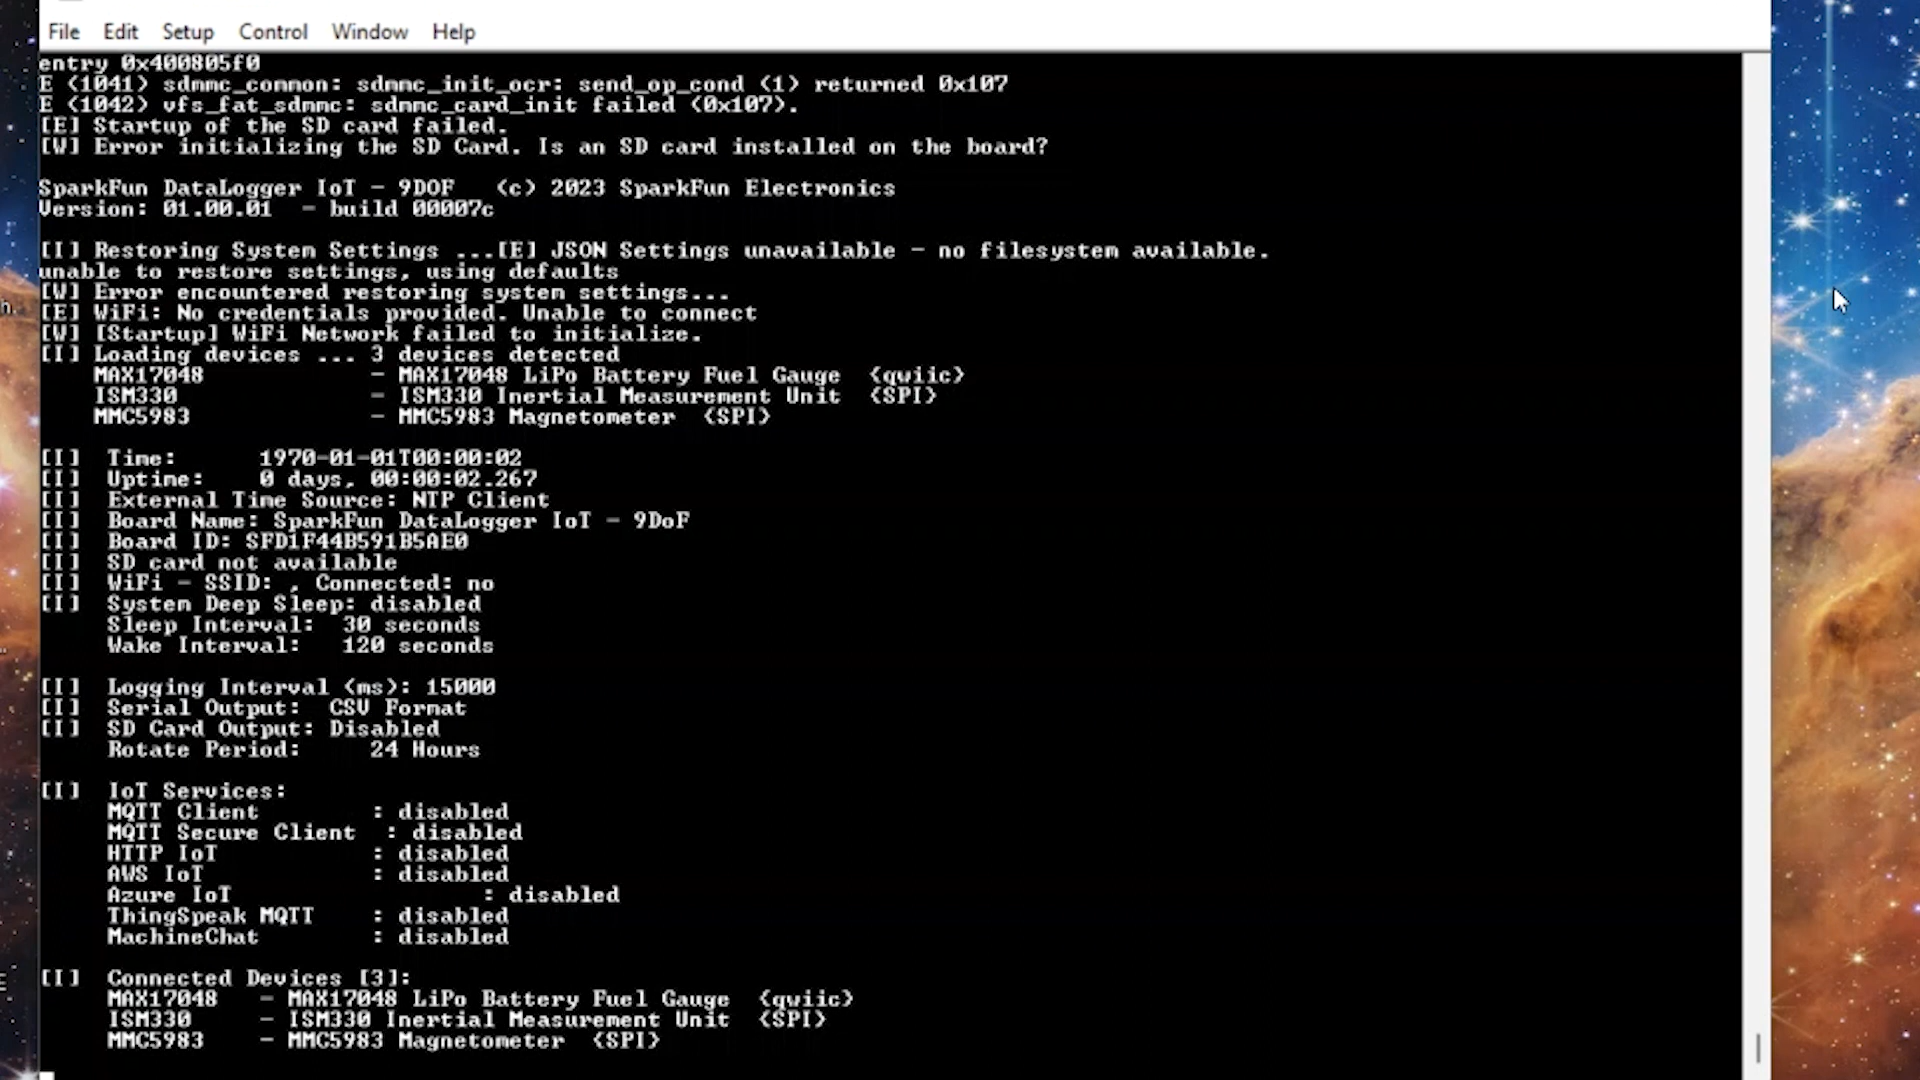 File Edit Setup Control Window Help
entry 0x400805f0
E (1041) sdmmc_common: sdmmc_init_ocr: send_op_cond (1) returned 0x107
E (1042) vfs_fat_sdmmc: sdmmc_card_init failed (0x107).
[E] Startup of the SD card failed.
[W] Error initializing the SD Card. Is an SD card installed on the board?
SparkFun DataLogger IoT - 9DOF (c) 2023 SparkFun Electronics
Version: 01.00.01 - build 00007c
[I] Restoring System Settings ...[E] JSON Settings unavailable - no filesystem available.
unable to restore settings, using defaults
[W] Error encountered restoring system settings...
[E] WiFi: No credentials provided. Unable to connect
[W] [Startup] WiFi Network failed to initialize.
[I] Loading devices ... 3 devices detected
MAX17048 - MAX17048 LiPo Battery Fuel Gauge {qwiic}
ISM330 - ISM330 Inertial Measurement Unit {SPI}
MMC5983 - MMC5983 Magnetometer {SPI}
[I] Time: 1970-01-01T00:00:02
[I] Uptime: 0 days, 00:00:02.267
[I] External Time Source: NTP Client
[I] Board Name: SparkFun DataLogger IoT - 9DoF
[I] Board ID: SFD1F44B591B5AE0
[I] SD card not available
[I] WiFi - SSID: , Connected: no
[I] System Deep Sleep: disabled
Sleep Interval: 30 seconds
Wake Interval: 120 seconds
[I] Logging Interval (ms): 15000
[I] Serial Output: CSV Format
[I] SD Card Output: Disabled
Rotate Period: 24 Hours
[I] IoT Services:
MQTT Client : disabled
MQTT Secure Client : disabled
HTTP IoT : disabled
AWS IoT : disabled
Azure IoT : disabled
ThingSpeak MQTT : disabled
MachineChat : disabled
[I] Connected Devices [3]:
MAX17048 - MAX17048 LiPo Battery Fuel Gauge {qwiic}
ISM330 - ISM330 Inertial Measurement Unit {SPI}
MMC5983 - MMC5983 Magnetometer {SPI}